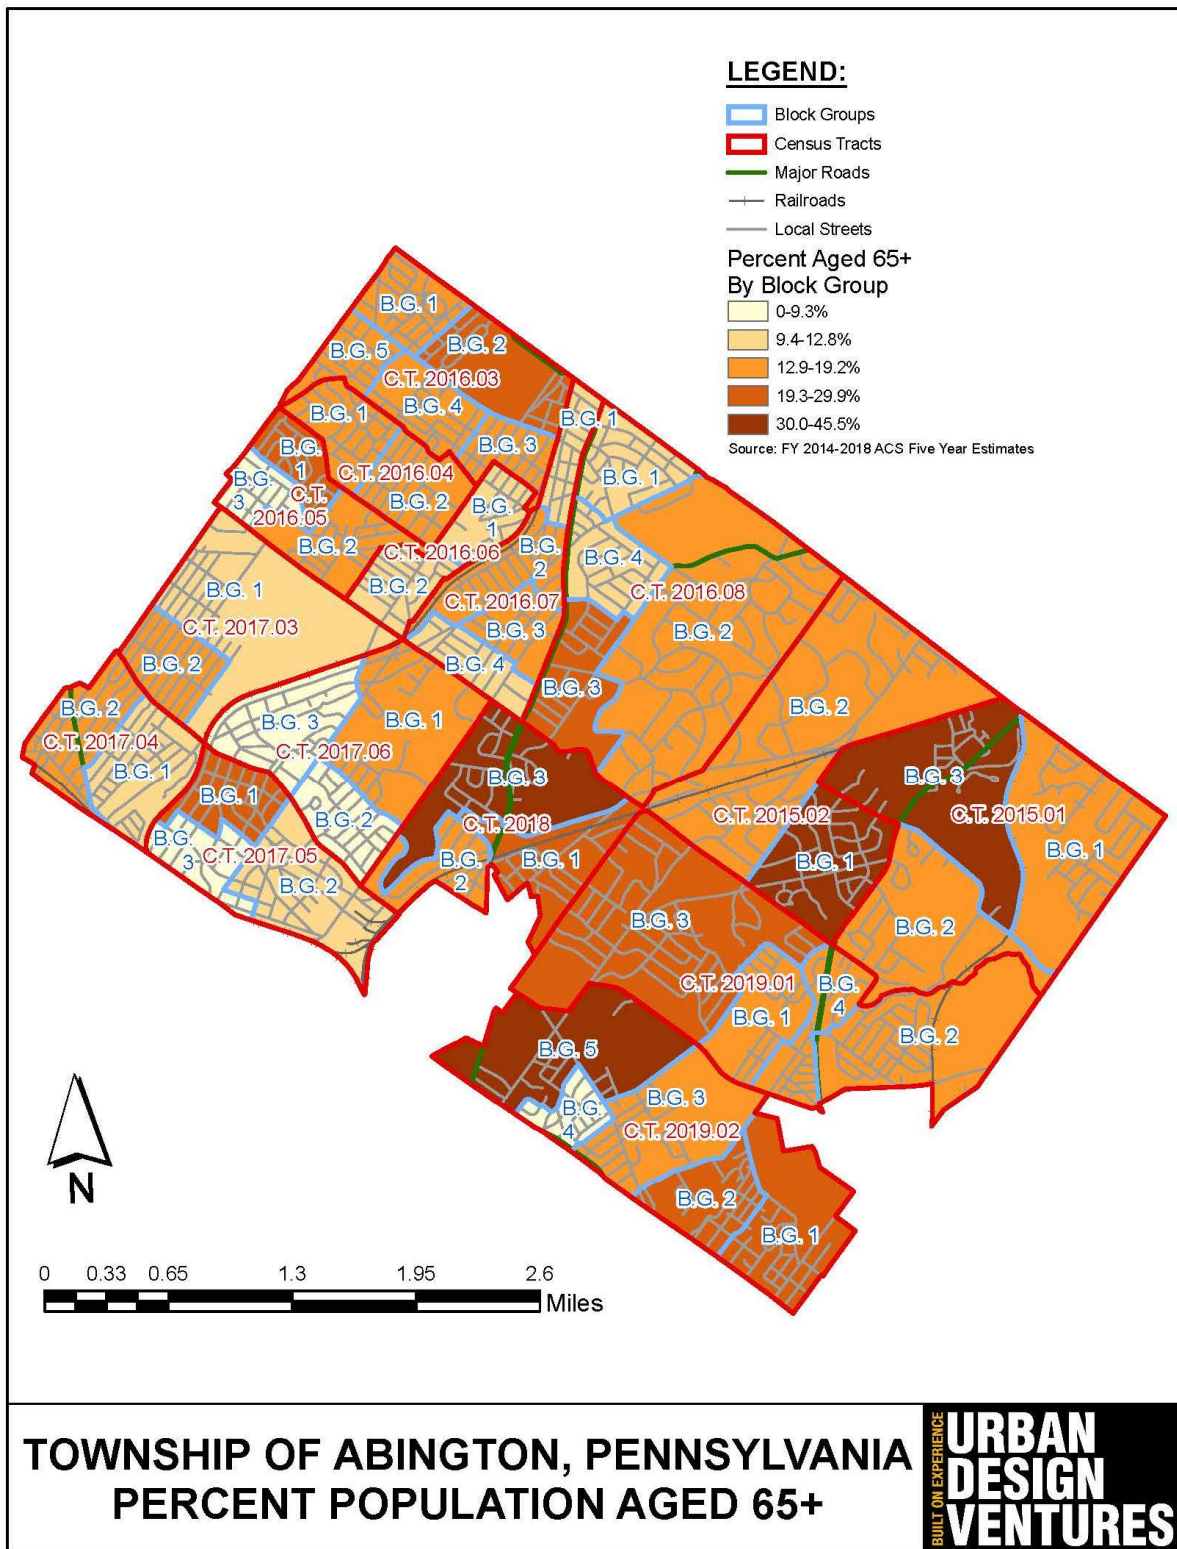 LEGEND:
Block Groups
Census Tracts
Major Roads
Railroads
Local Streets
Percent Aged 65+
By Block Group
0-9.3%
9.4-12.8%
12.9-19.2%
19.3-29.9%
30.0-45.5%
Source: FY 2014-2018 ACS Five Year Estimates
B.G. 1
B.G. 2
B.G. 5
C.T. 2016.03
B.G. 4
B.G. 3
B.G. 1
B.G. 1
B.G. 1
B.G.
1
C.T. 2016.04
B.G. 2
B.G.
3
C.T.
2016.05
B.G. 2
B.G.
1
C.T. 2016.06
B.G. 2
B.G.
2
B.G. 4
C.T. 2016.07
B.G. 3
B.G. 4
C.T. 2016.08
B.G. 2
B.G. 3
B.G. 1
C.T. 2017.03
B.G. 2
B.G. 2
C.T. 2017.04
B.G. 1
B.G. 3
C.T. 2017.06
B.G. 1
B.G. 2
B.G. 1
B.G.
3
C.T. 2017.05
B.G. 2
B.G. 3
C.T. 2018
B.G.
2
B.G. 1
B.G. 2
C.T. 2015.02
B.G. 1
B.G. 3
C.T. 2015.01
B.G. 1
B.G. 2
B.G. 3
C.T. 2019.01
B.G. 1
B.G.
4
B.G. 2
B.G. 5
B.G.
4
B.G. 3
C.T. 2019.02
B.G. 2
B.G. 1
N
0 0.33 0.65 1.3 1.95 2.6
Miles
TOWNSHIP OF ABINGTON, PENNSYLVANIA
PERCENT POPULATION AGED 65+
BUILT ON EXPERIENCE
URBAN
DESIGN
VENTURES